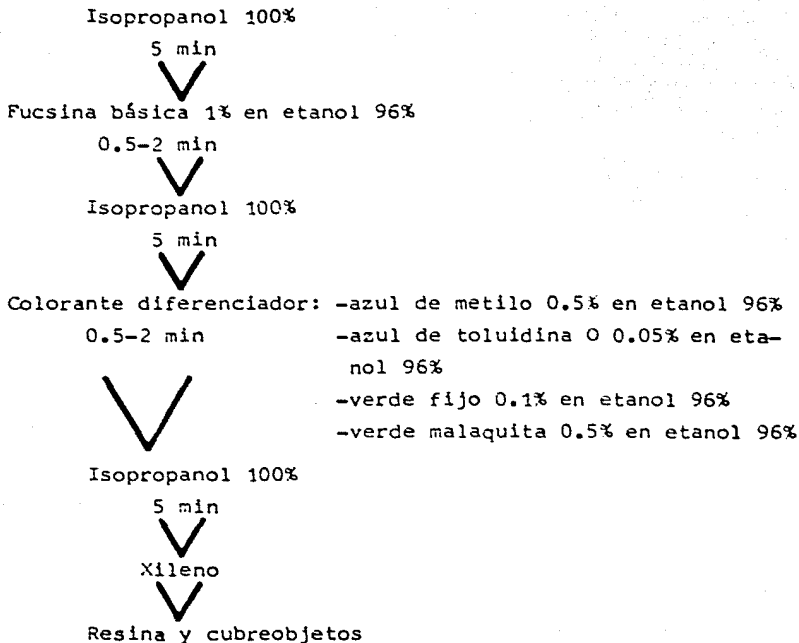 Isopropanol 100%
5 min
Fucsina básica 1% en etanol 96%
0.5-2 min
Isopropanol 100%
5 min
Colorante diferenciador: -azul de metilo 0.5% en etanol 96%
0.5-2 min -azul de toluidina O 0.05% en eta-
nol 96%
-verde fijo 0.1% en etanol 96%
-verde malaquita 0.5% en etanol 96%
Isopropanol 100%
5 min
Xileno
Resina y cubreobjetos